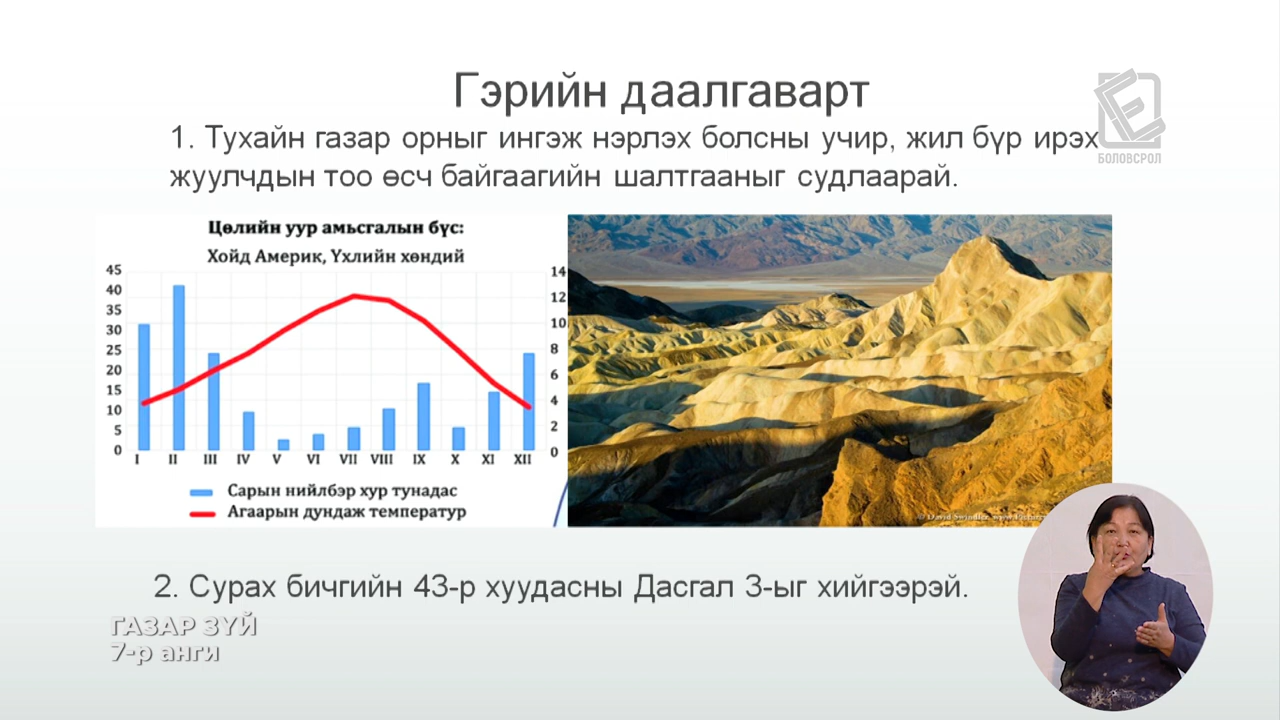 Гэрийн даалгаварт
1. Тухайн газар орныг ингэж нэрлэх болсны учир, жил бүр ирэх
жуулчдын тоо өсч байгаагийн шалтгааныг судлаарай.
БОЛОВСРОЛ
Цөлийн уур амьсгалын бүс:
Хойд Америк, Үхлийн хөндий
45 14
40 12
35
30 10
25 8
20
15 6
10 4
5 2
0 0
I II III IV V VI VII VIII IX X XI XII
Сарын нийлбэр хур тунадас
Агаарын дундаж температур
© David Swindler
2. Сурах бичгийн 43-р хуудасны Дасгал 3-ыг хийгээрэй.
ГАЗАР ЗҮЙ
7-р анги